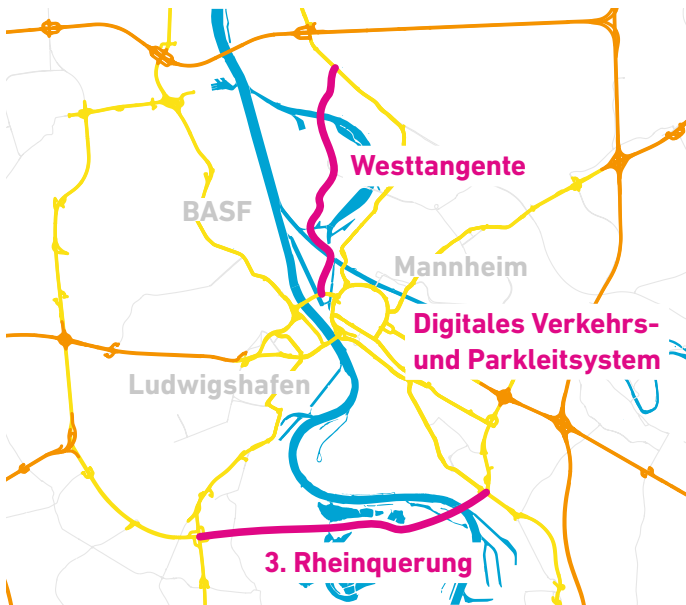 Westtangente
BASF
Mannheim
Digitales Verkehrs-
und Parkleitsystem
Ludwigshafen
3. Rheinquerung